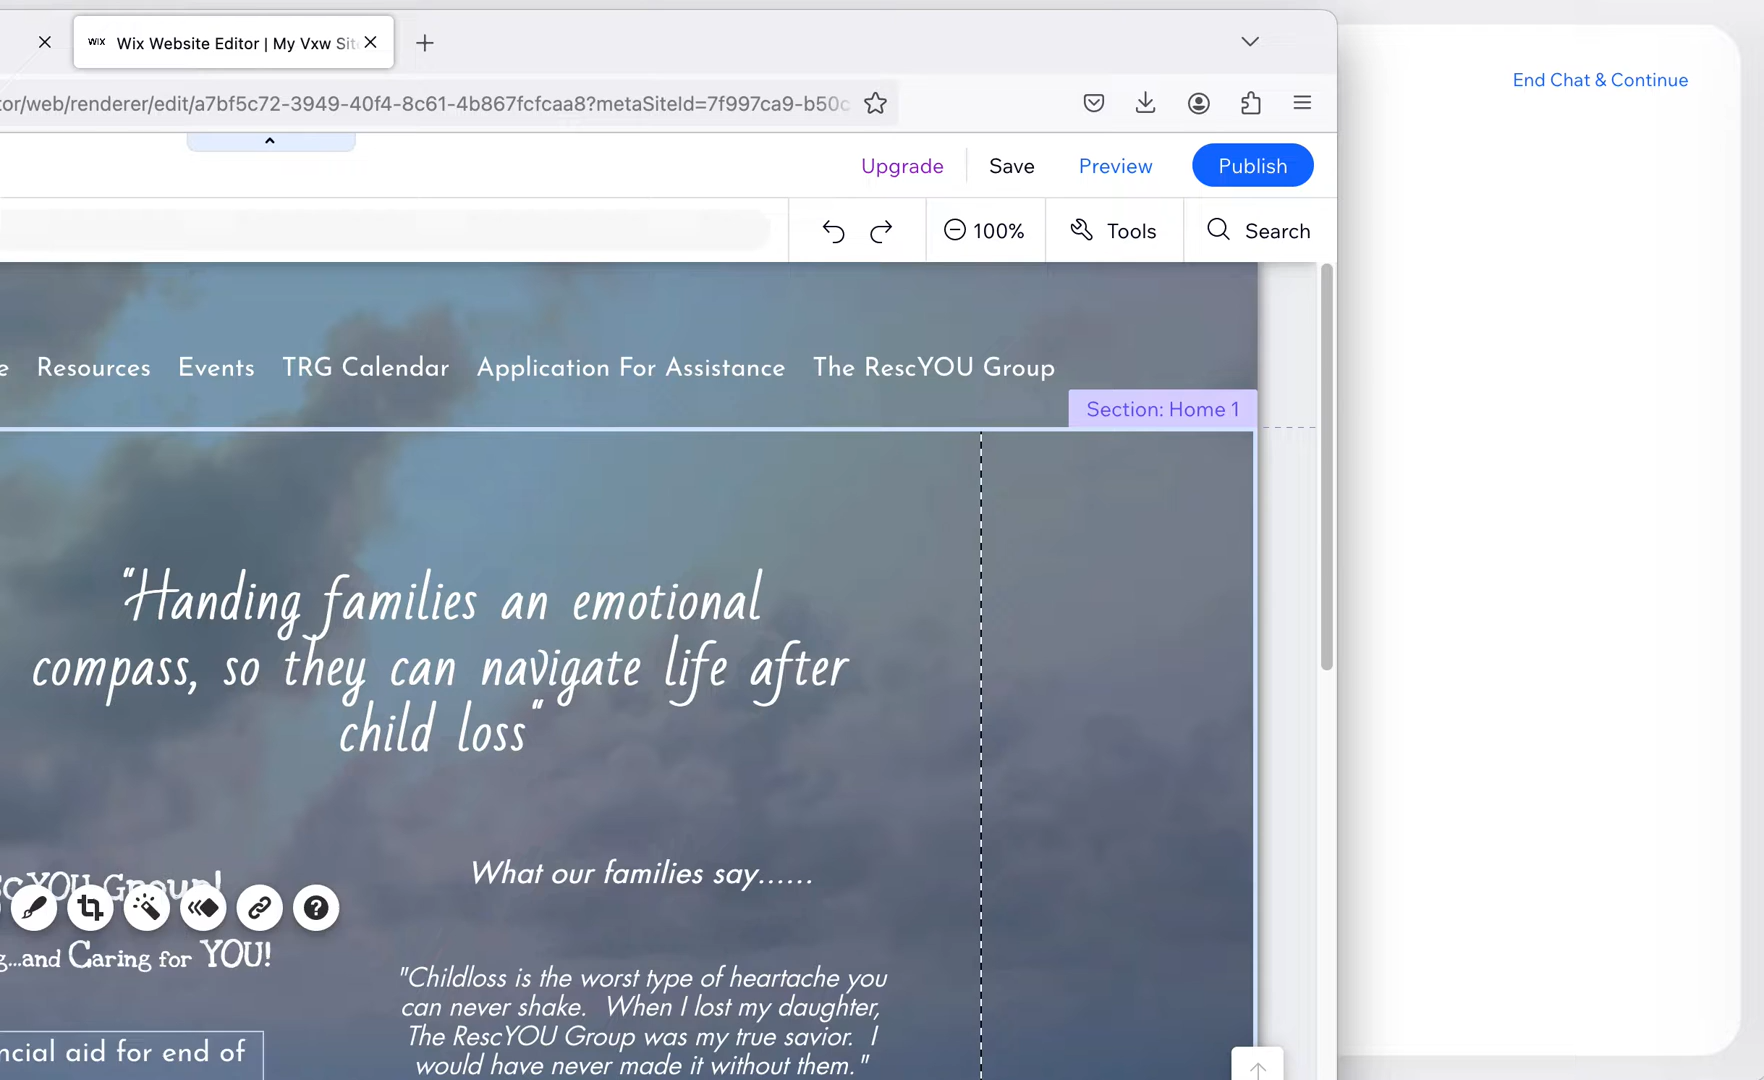 WiX Wix Website Editor | My Vxw Sit
End Chat & Continue
tor/web/renderer/edit/a7bf5c72-3949-40f4-8c61-4b867fcfcaa8?metaSiteId=7f997ca9-b50c
Upgrade Save Preview Publish
100% Tools Search
e Resources Events TRG Calendar Application For Assistance The RescYOU Group
Section: Home 1
"Handing families an emotional
compass, so they can navigate life after
child loss"
What our families say......
scYOU Group!
g...and Caring for YOU!
"Childloss is the worst type of heartache you
can never shake.  When I lost my daughter,
The RescYOU Group was my true savior.  I
would have never made it without them."
ncial aid for end of